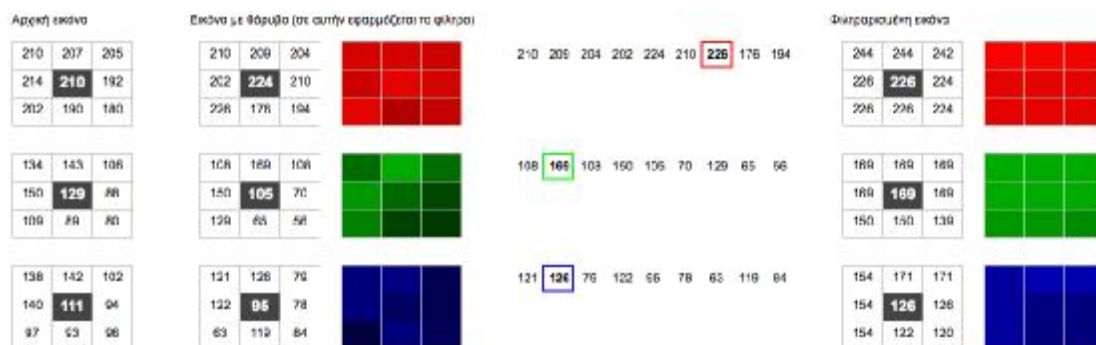 Αρχική εικόνα Εικόνα με θόρυβο (σε αυτήν εφαρμόζεται το φίλτρο) Φιλτραρισμένη εικόνα
210 207 205 210 209 204 210 209 204 202 224 210 226 176 194 244 244 242
214 210 192 202 224 210 226 226 224
202 190 180 226 176 194 226 226 224
134 143 106 108 169 108 108 169 108 150 105 70 129 65 56 169 169 169
150 129 88 150 105 70 169 169 169
109 89 80 129 65 56 150 150 139
138 142 102 121 126 79 121 126 122 78 63 119 84 154 171 171
140 111 94 122 95 78 154 126 126
97 93 98 63 119 84 154 122 120